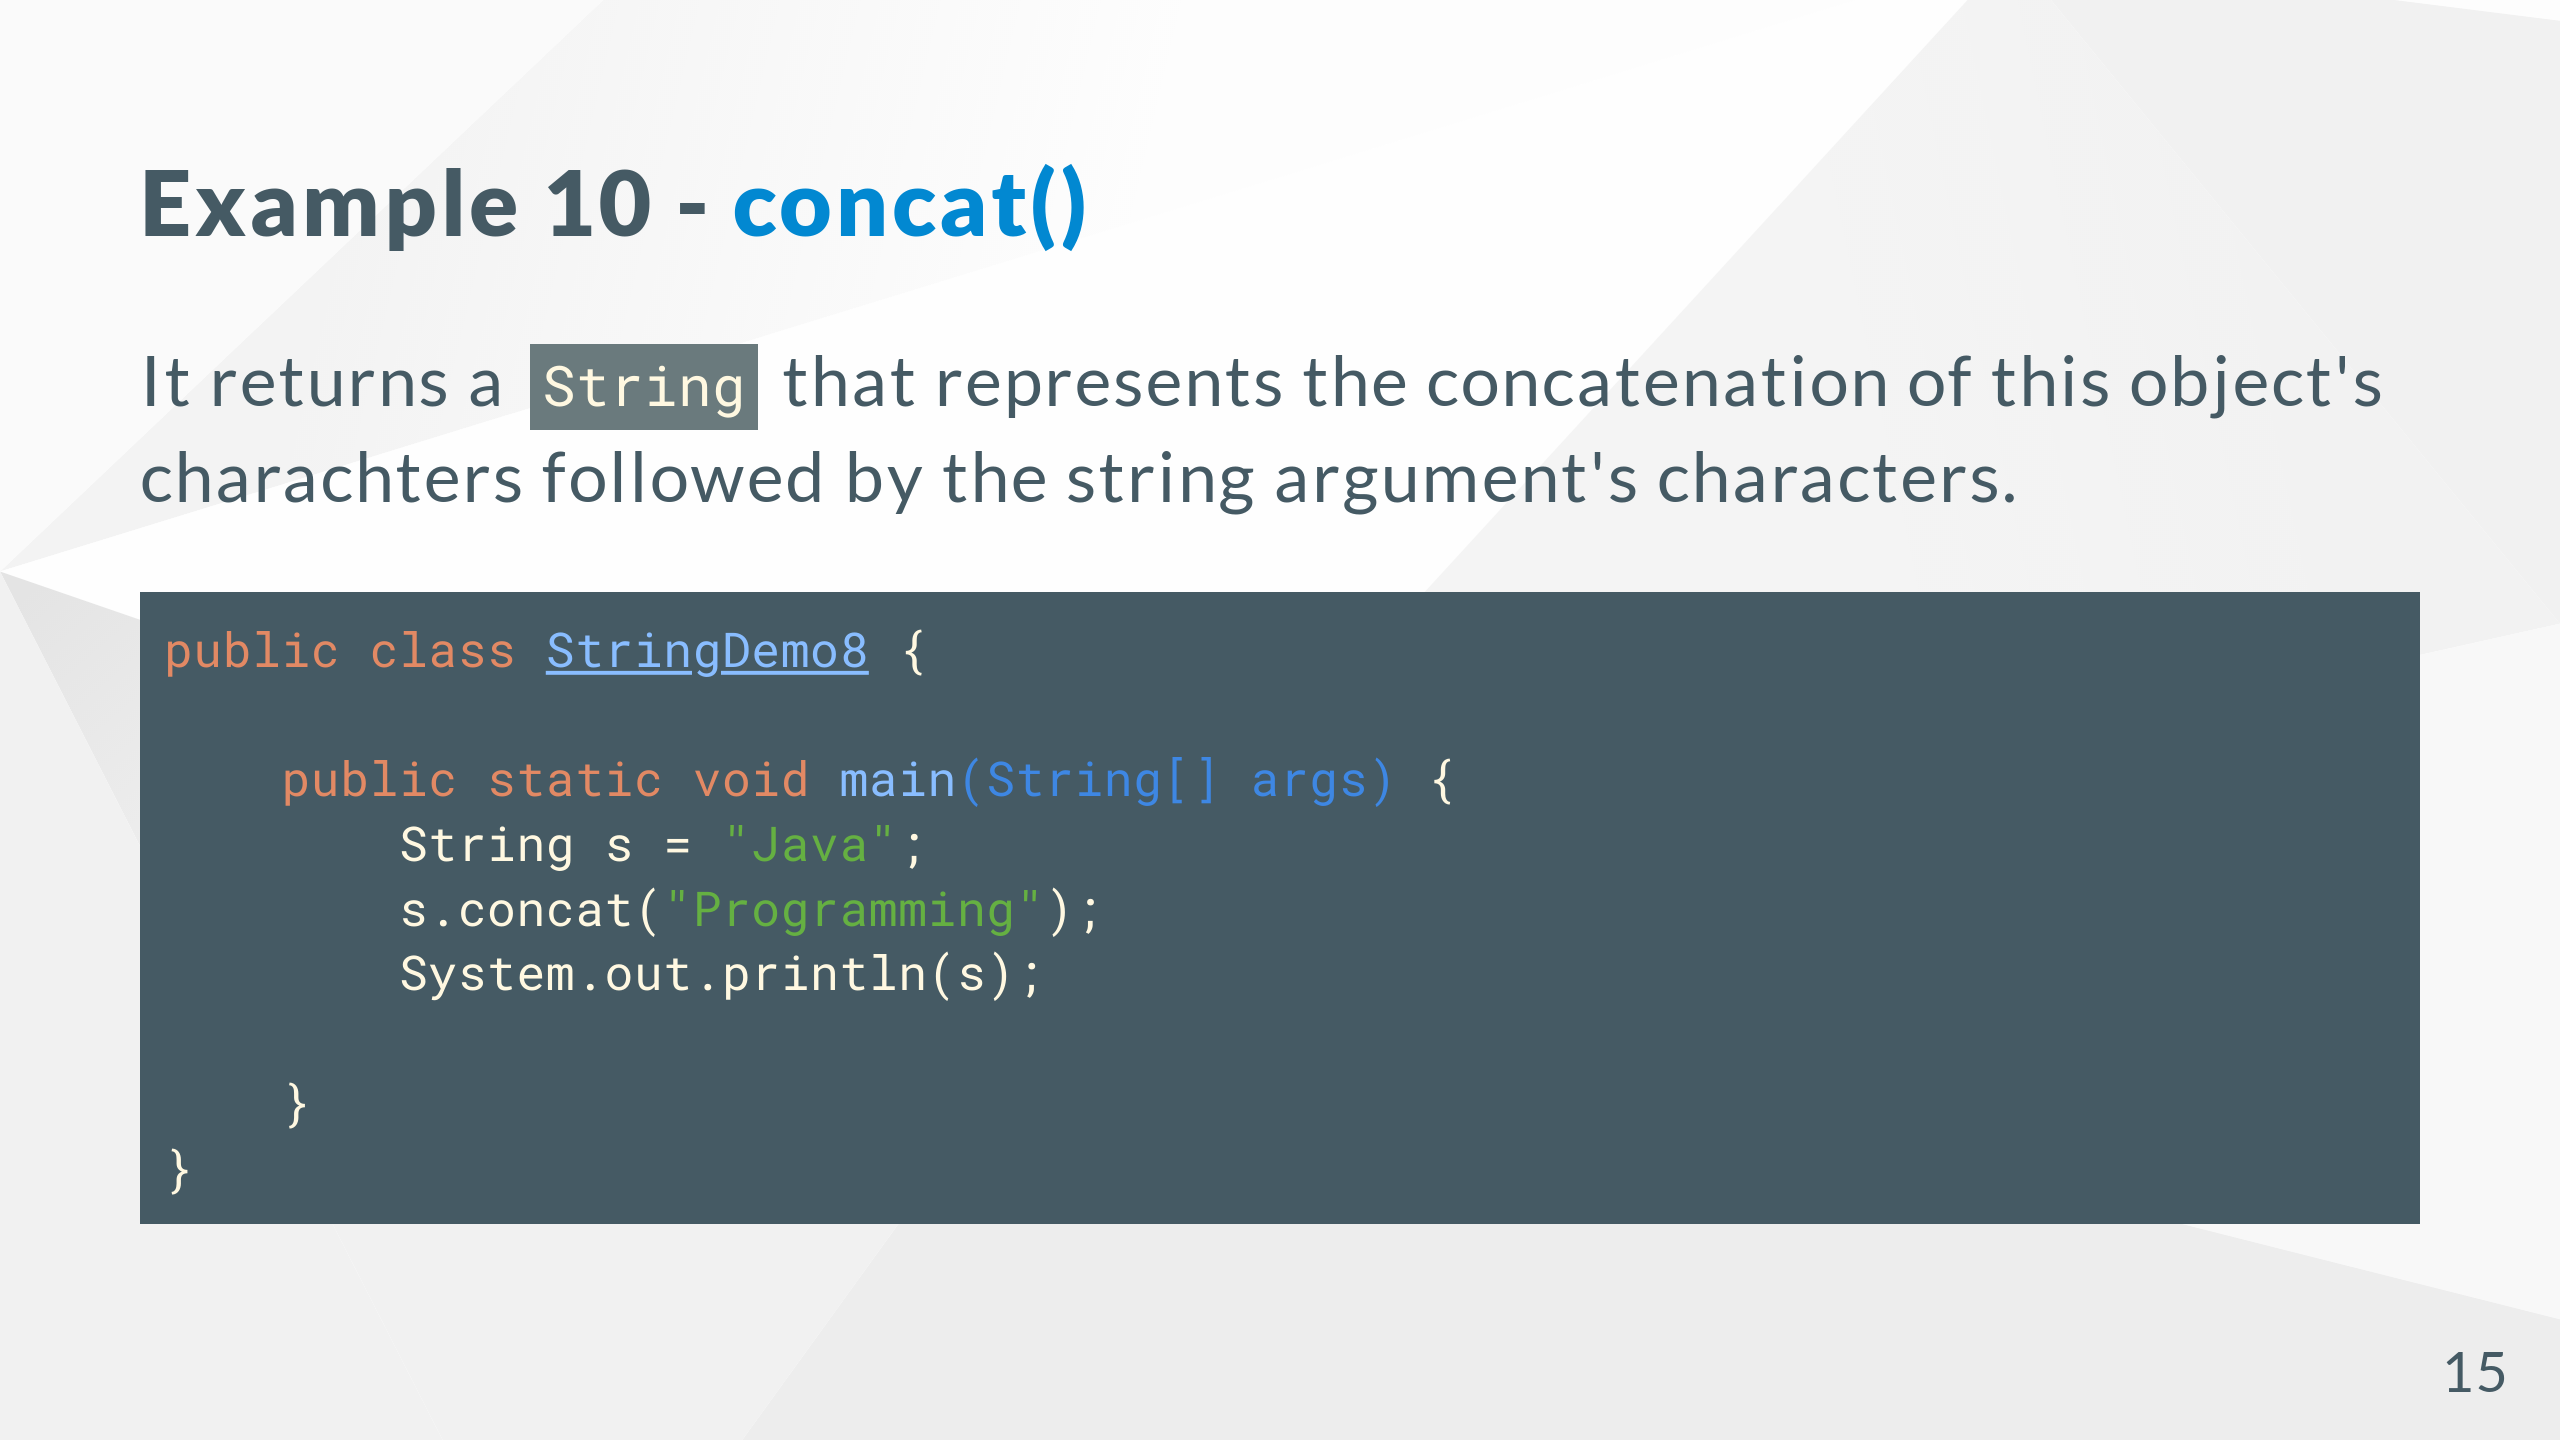 Example 10 - concat()
It returns a String that represents the concatenation of this object's
charachters followed by the string argument's characters.
public class StringDemo8 {
public static void main(String[] args) {
String s = "Java";
s.concat("Programming");
System.out.println(s);
}
}
15